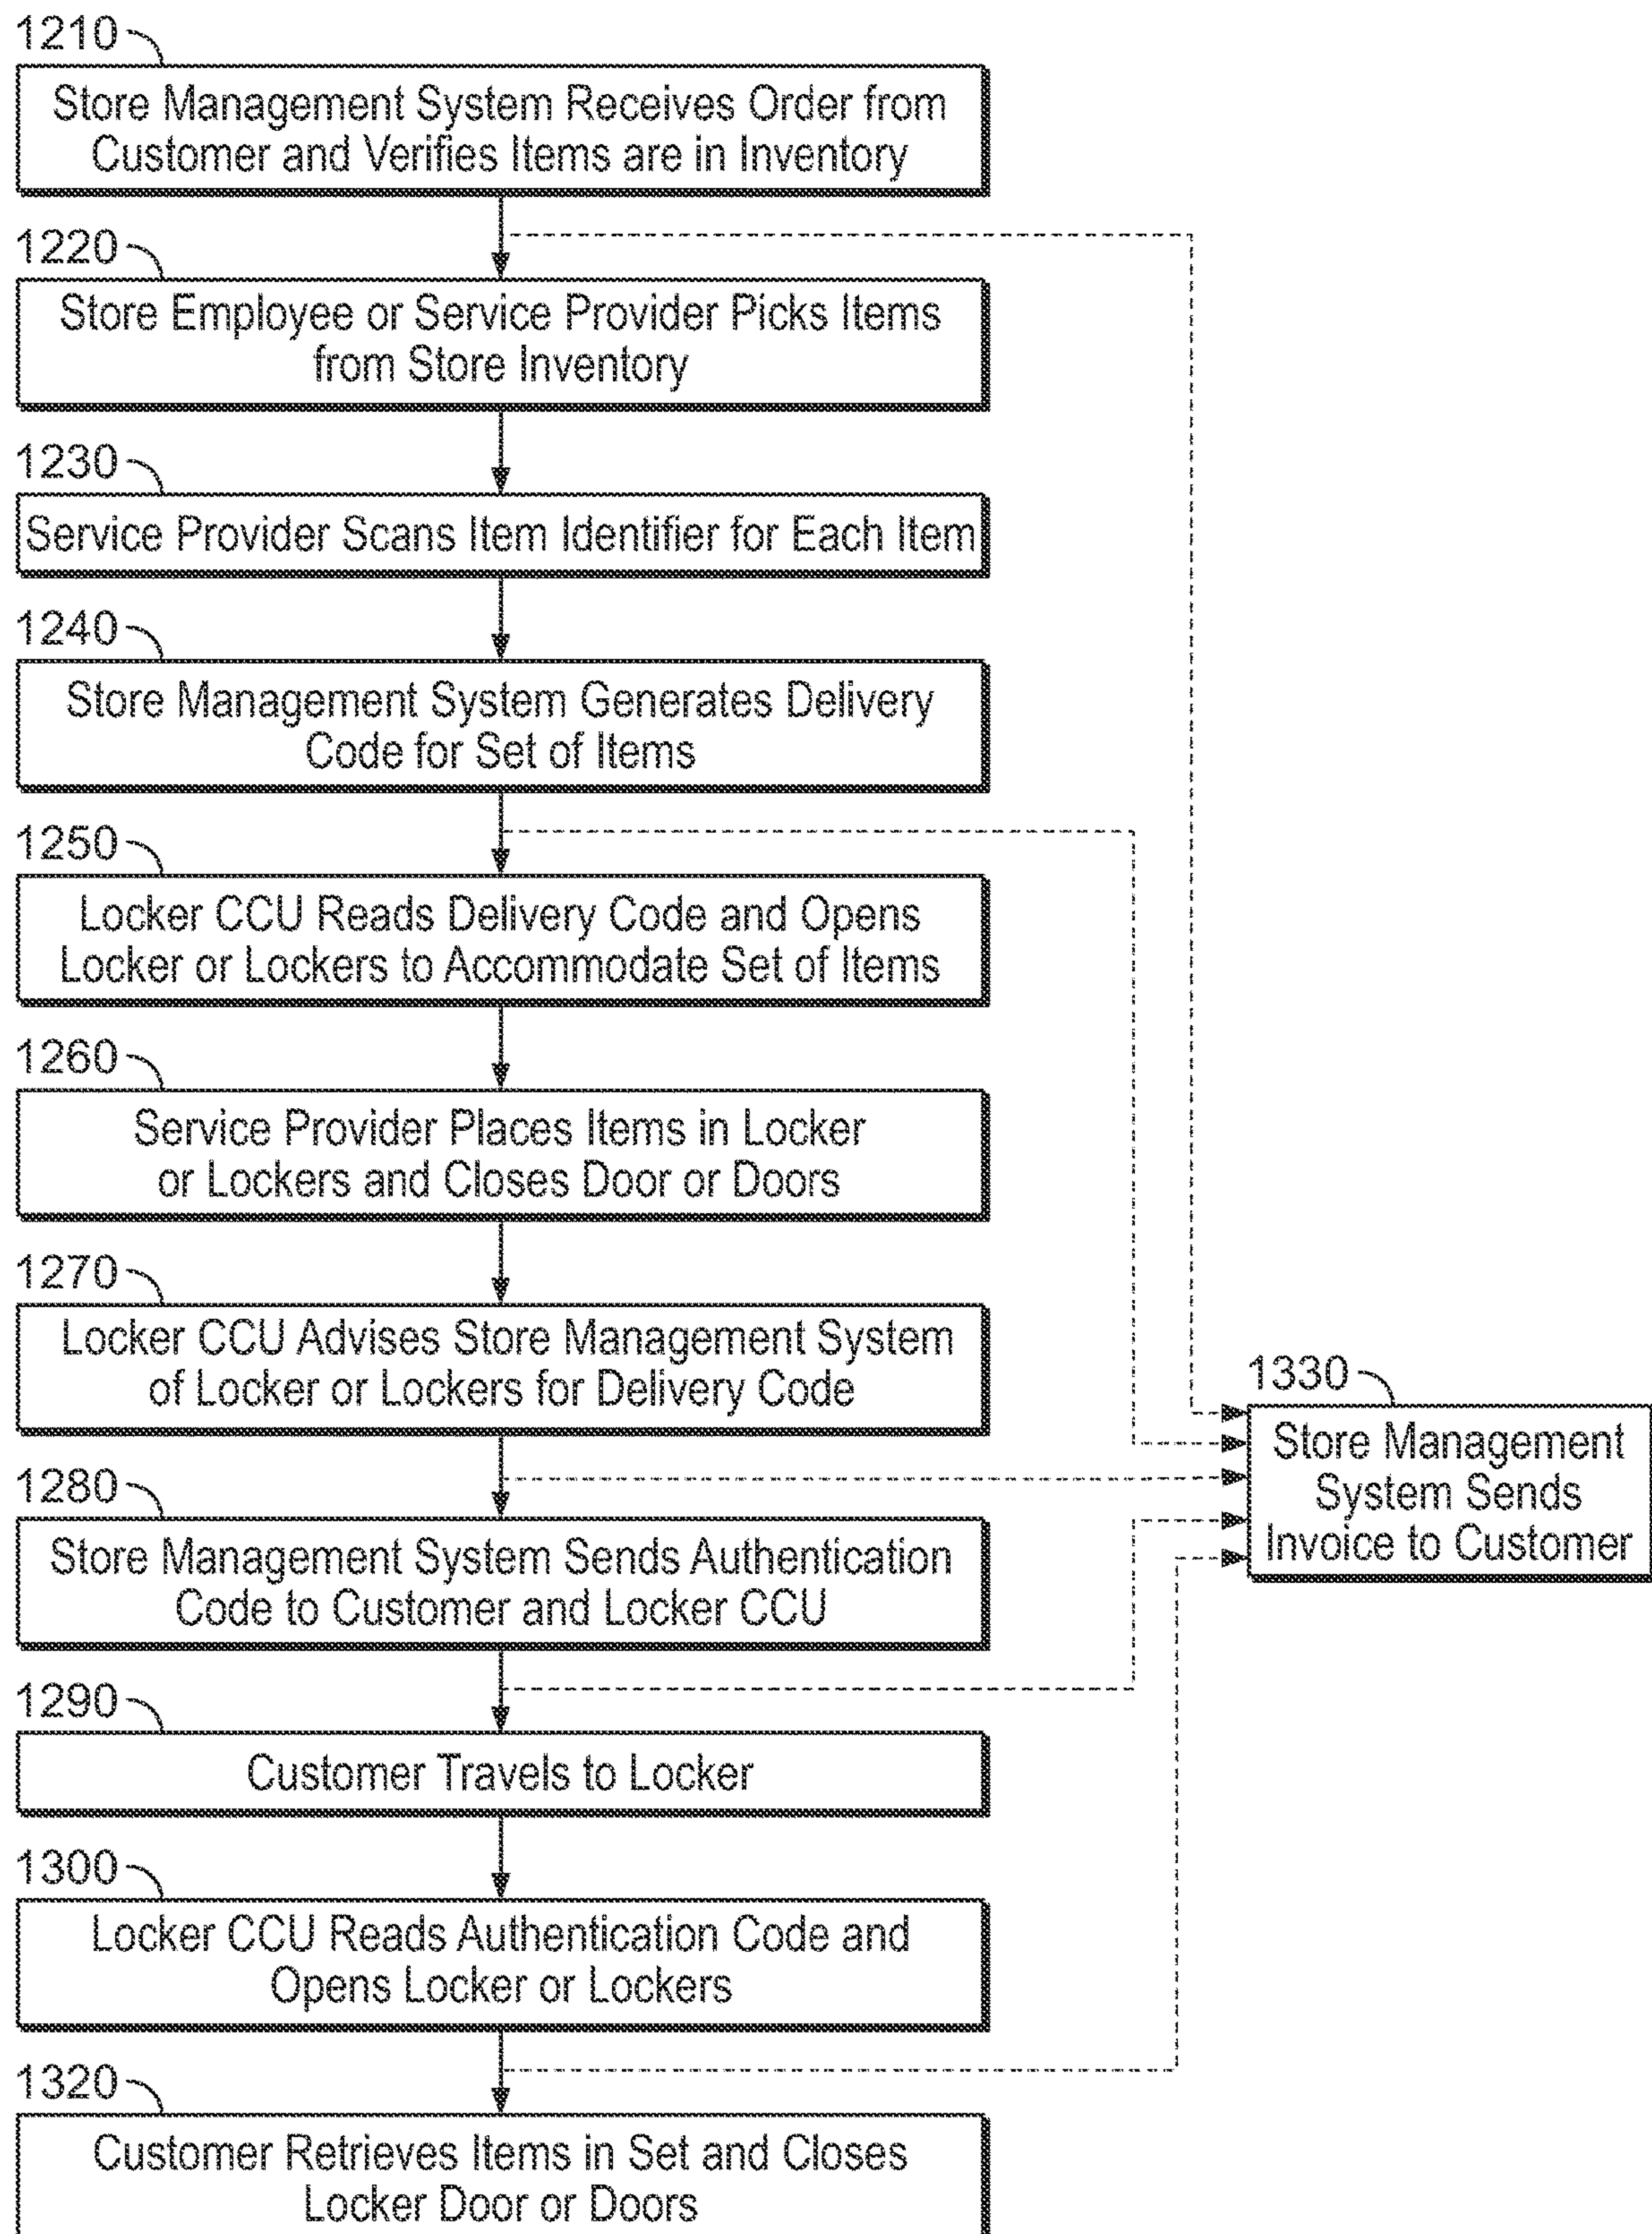 1210
Store Management System Receives Order from
Customer and Verifies Items are in Inventory
1220
Store Employee or Service Provider Picks Items
from Store Inventory
1230
Service Provider Scans Item Identifier for Each Item
1240
Store Management System Generates Delivery
Code for Set of Items
1250
Locker CCU Reads Delivery Code and Opens
Locker or Lockers to Accommodate Set of Items
1260
Service Provider Places Items in Locker
or Lockers and Closes Door or Doors
1270
Locker CCU Advises Store Management System
of Locker or Lockers for Delivery Code
1280
Store Management System Sends Authentication
Code to Customer and Locker CCU
1290
Customer Travels to Locker
1300
Locker CCU Reads Authentication Code and
Opens Locker or Lockers
1320
Customer Retrieves Items in Set and Closes
Locker Door or Doors
1330
Store Management
System Sends
Invoice to Customer